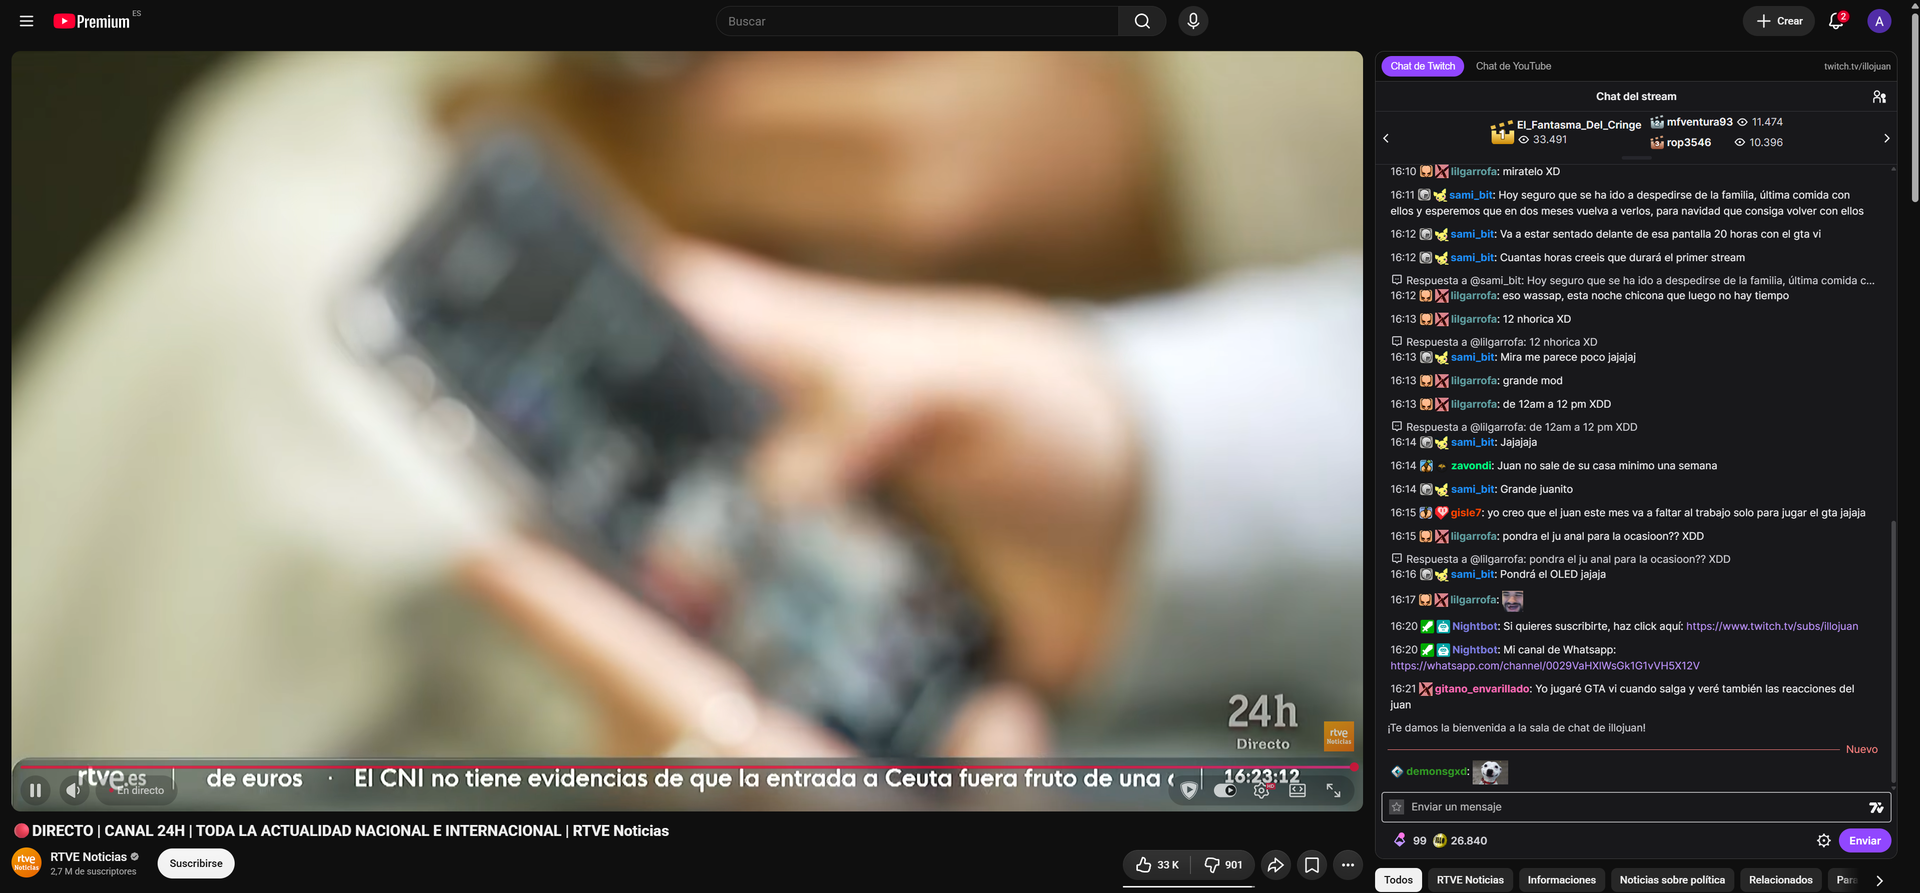 Premium ES
Buscar
Crear
2
A
Chat de Twitch
Chat de YouTube
twitch.tv/illojuan
Chat del stream
1 El_Fantasma_Del_Cringe
33.491
mfventura93 11.474
rop3546 10.396
16:10 lilgarrofa: miratelo XD
16:11 sami_bit: Hoy seguro que se ha ido a despedirse de la familia, última comida con
ellos y esperemos que en dos meses vuelva a verlos, para navidad que consiga volver con ellos
16:12 sami_bit: Va a estar sentado delante de esa pantalla 20 horas con el gta vi
16:12 sami_bit: Cuantas horas creeis que durará el primer stream
Respuesta a @sami_bit: Hoy seguro que se ha ido a despedirse de la familia, última comida c...
16:12 lilgarrofa: eso wassap, esta noche chicona que luego no hay tiempo
16:13 lilgarrofa: 12 nhorica XD
Respuesta a @lilgarrofa: 12 nhorica XD
16:13 sami_bit: Mira me parece poco jajajaj
16:13 lilgarrofa: grande mod
16:13 lilgarrofa: de 12am a 12 pm XDD
Respuesta a @lilgarrofa: de 12am a 12 pm XDD
16:14 sami_bit: Jajajaja
16:14 zavondi: Juan no sale de su casa minimo una semana
16:14 sami_bit: Grande juanito
16:15 gisle7: yo creo que el juan este mes va a faltar al trabajo solo para jugar el gta jajaja
16:15 lilgarrofa: pondra el ju anal para la ocasioon?? XDD
Respuesta a @lilgarrofa: pondra el ju anal para la ocasioon?? XDD
16:16 sami_bit: Pondrá el OLED jajaja
16:17 lilgarrofa:
16:20 Nightbot: Si quieres suscribirte, haz click aquí: https://www.twitch.tv/subs/illojuan
16:20 Nightbot: Mi canal de Whatsapp:
https://whatsapp.com/channel/0029VaHXlWsGk1G1vVH5X12V
16:21 gitano_envarillado: Yo jugaré GTA vi cuando salga y veré también las reacciones del
juan
¡Te damos la bienvenida a la sala de chat de illojuan!
Nuevo
demonsgxd:
Enviar un mensaje
99 26.840
Enviar
24h
Directo
rtve
Noticias
rtve.es | de euros · El CNI no tiene evidencias de que la entrada a Ceuta fuera fruto de una 16:23:12
En directo
HD
DIRECTO | CANAL 24H | TODA LA ACTUALIDAD NACIONAL E INTERNACIONAL | RTVE Noticias
rtve
Noticias
RTVE Noticias
2,7 M de suscriptores
Suscribirse
33 K
901
Todos
RTVE Noticias
Informaciones
Noticias sobre política
Relacionados
Para